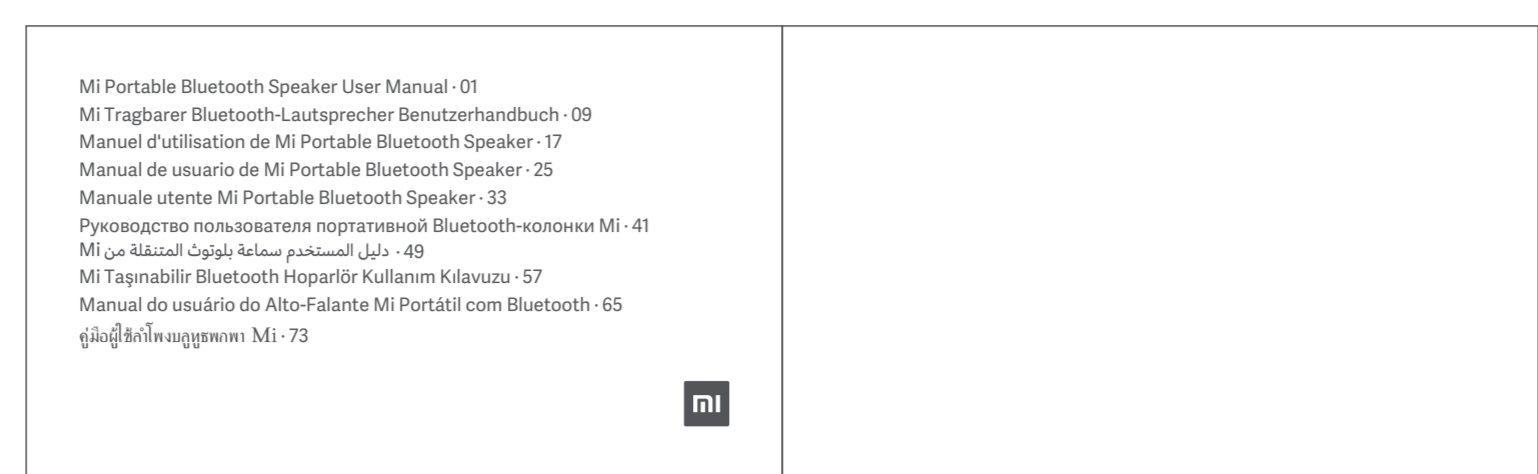 Mi Portable Bluetooth Speaker User Manual · 01
Mi Tragbarer Bluetooth-Lautsprecher Benutzerhandbuch · 09
Manuel d'utilisation de Mi Portable Bluetooth Speaker · 17
Manual de usuario de Mi Portable Bluetooth Speaker · 25
Manuale utente Mi Portable Bluetooth Speaker · 33
Руководство пользователя портативной Bluetooth-колонки Mi · 41
دليل المستخدم سماعة بلوتوث المتنقلة من Mi · 49
Mi Taşınabilir Bluetooth Hoparlör Kullanım Kılavuzu · 57
Manual do usuário do Alto-Falante Mi Portátil com Bluetooth · 65
คู่มือผู้ใช้ลำโพงบลูทูธพกพา Mi · 73
mi